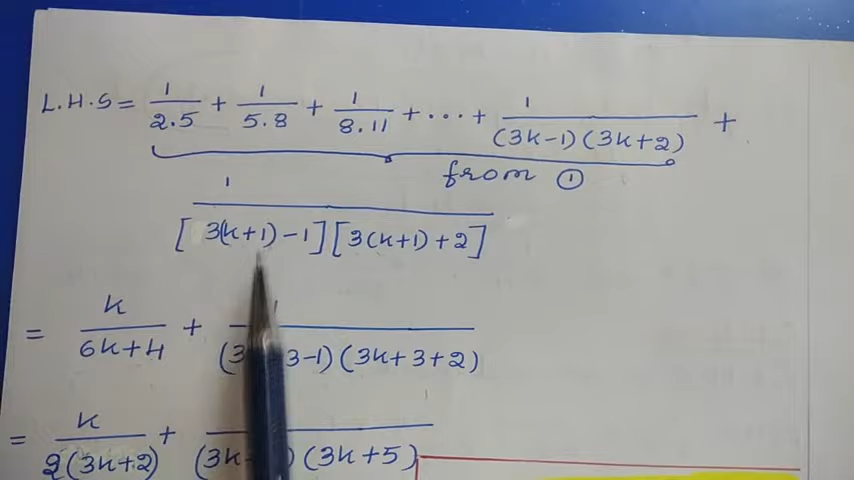 L.H.S = 1/2.5 + 1/5.8 + 1/8.11 + ... + 1/(3k-1)(3k+2) +
from ①
1/[3(k+1)-1][3(k+1)+2]
= k/6k+4 + 1/(3 3-1)(3k+3+2)
= k/2(3k+2) + /(3k )(3k+5)